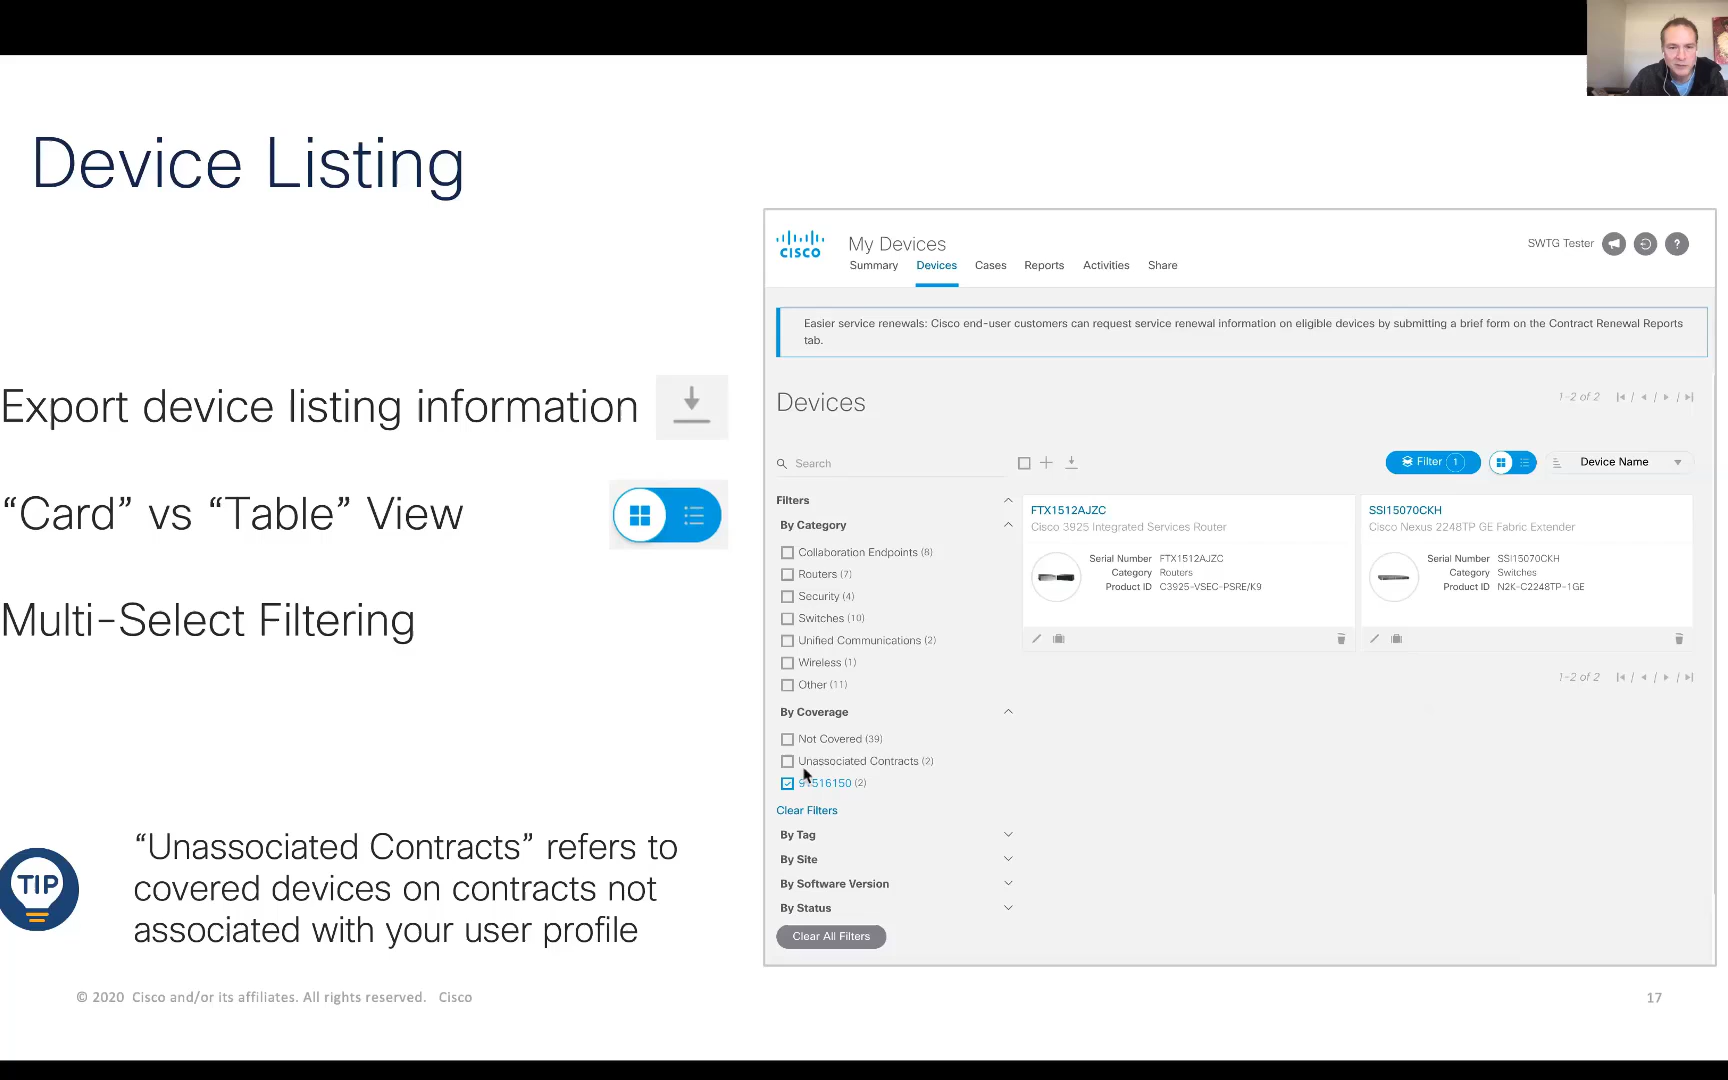 Device Listing
Export device listing information
“Card” vs “Table” View
Multi-Select Filtering
TIP
“Unassociated Contracts” refers to
covered devices on contracts not
associated with your user profile
© 2020 Cisco and/or its affiliates. All rights reserved. Cisco
17
CISCO
My Devices
SWTG Tester
?
Summary Devices Cases Reports Activities Share
Easier service renewals: Cisco end-user customers can request service renewal information on eligible devices by submitting a brief form on the Contract Renewal Reports
tab.
Devices
1-2 of 2
Search
Filter 1
Device Name
Filters
By Category
Collaboration Endpoints (8)
Routers (7)
Security (4)
Switches (10)
Unified Communications (2)
Wireless (1)
Other (11)
By Coverage
Not Covered (39)
Unassociated Contracts (2)
(2)
Clear Filters
By Tag
By Site
By Software Version
By Status
Clear All Filters
FTX1512AJZC
Cisco 3925 Integrated Services Router
Serial Number FTX1512AJZC
Category Routers
Product ID C3925-VSEC-PSRE/K9
SSI15070CKH
Cisco Nexus 2248TP GE Fabric Extender
Serial Number SSI15070CKH
Category Switches
Product ID N2K-C2248TP-1GE
1-2 of 2